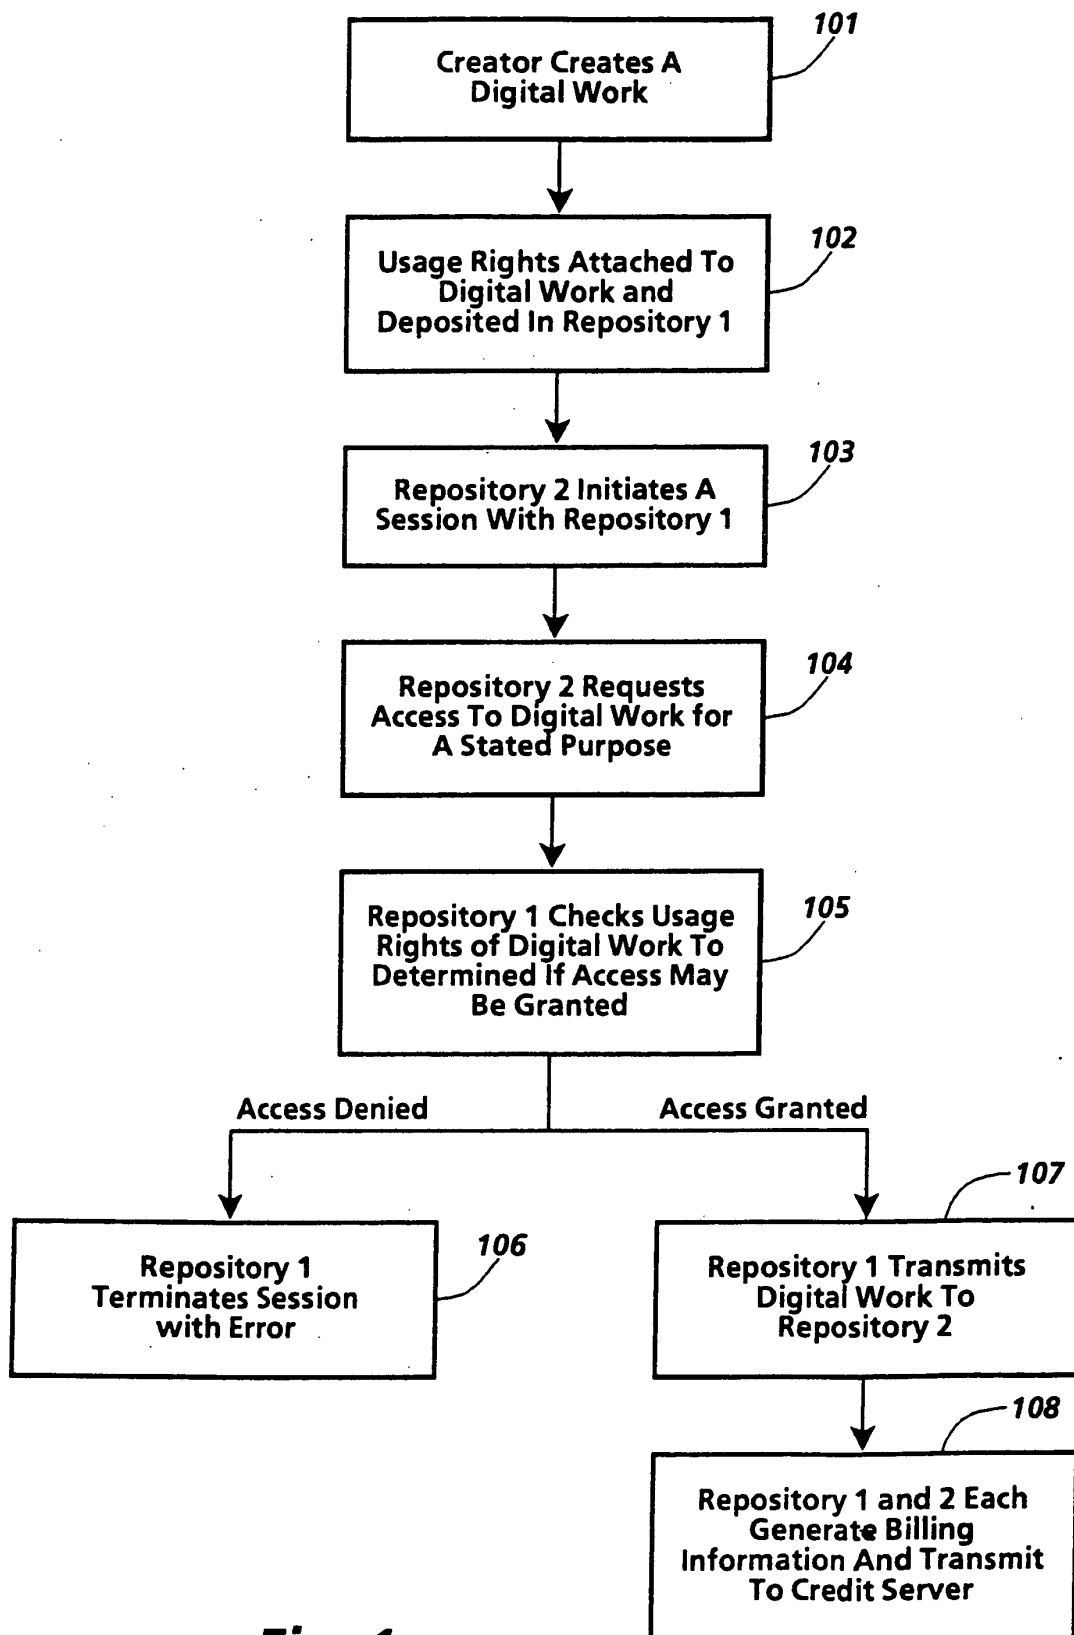 101
Creator Creates A
Digital Work
102
Usage Rights Attached To
Digital Work and
Deposited In Repository 1
103
Repository 2 Initiates A
Session With Repository 1
104
Repository 2 Requests
Access To Digital Work for
A Stated Purpose
105
Repository 1 Checks Usage
Rights of Digital Work To
Determined If Access May
Be Granted
Access Denied
Access Granted
106
Repository 1
Terminates Session
with Error
107
Repository 1 Transmits
Digital Work To
Repository 2
108
Repository 1 and 2 Each
Generate Billing
Information And Transmit
To Credit Server